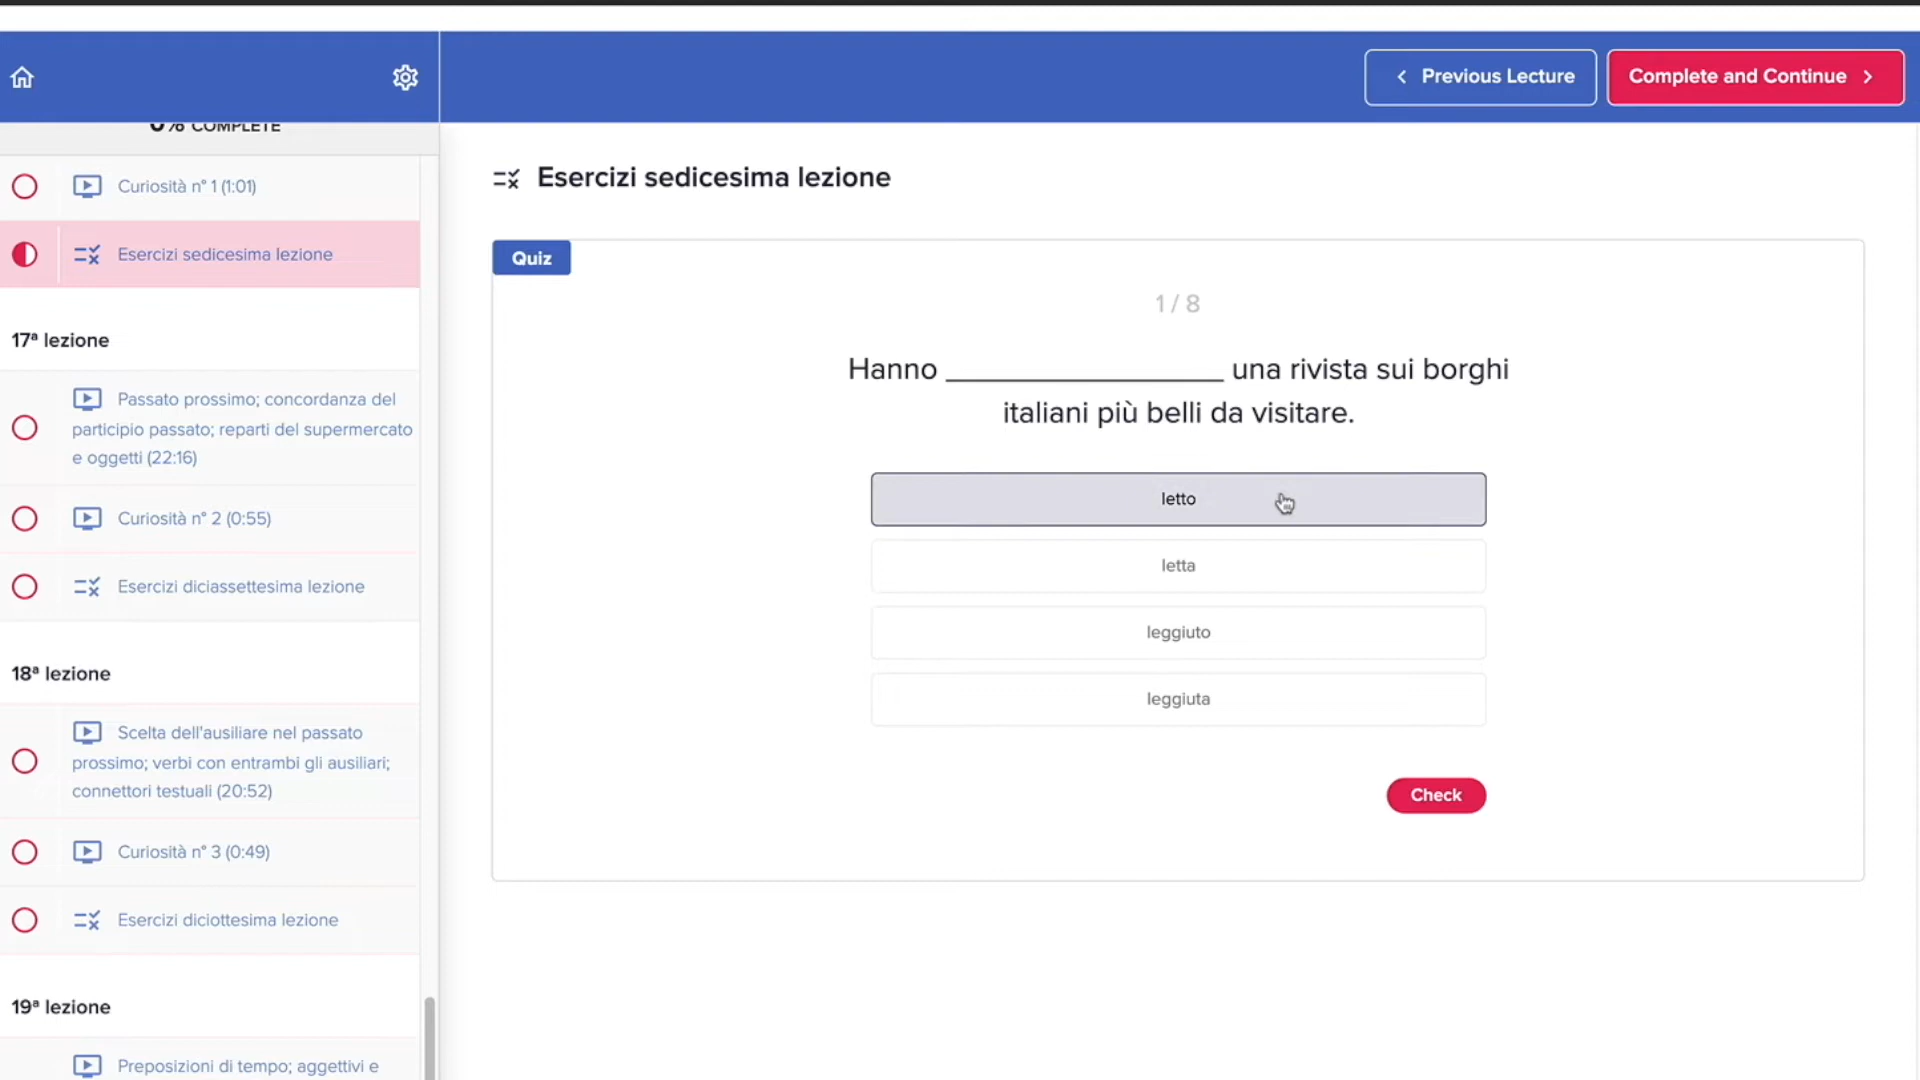 Previous Lecture
Complete and Continue
0% COMPLETE
Curiosità n° 1 (1:01)
Esercizi sedicesima lezione
17ª lezione
Passato prossimo; concordanza del
participio passato; reparti del supermercato
e oggetti (22:16)
Curiosità n° 2 (0:55)
Esercizi diciassettesima lezione
18ª lezione
Scelta dell'ausiliare nel passato
prossimo; verbi con entrambi gli ausiliari;
connettori testuali (20:52)
Curiosità n° 3 (0:49)
Esercizi diciottesima lezione
19ª lezione
Preposizioni di tempo; aggettivi e
Esercizi sedicesima lezione
Quiz
1 / 8
Hanno ________________ una rivista sui borghi
italiani più belli da visitare.
letto
letta
leggiuto
leggiuta
Check